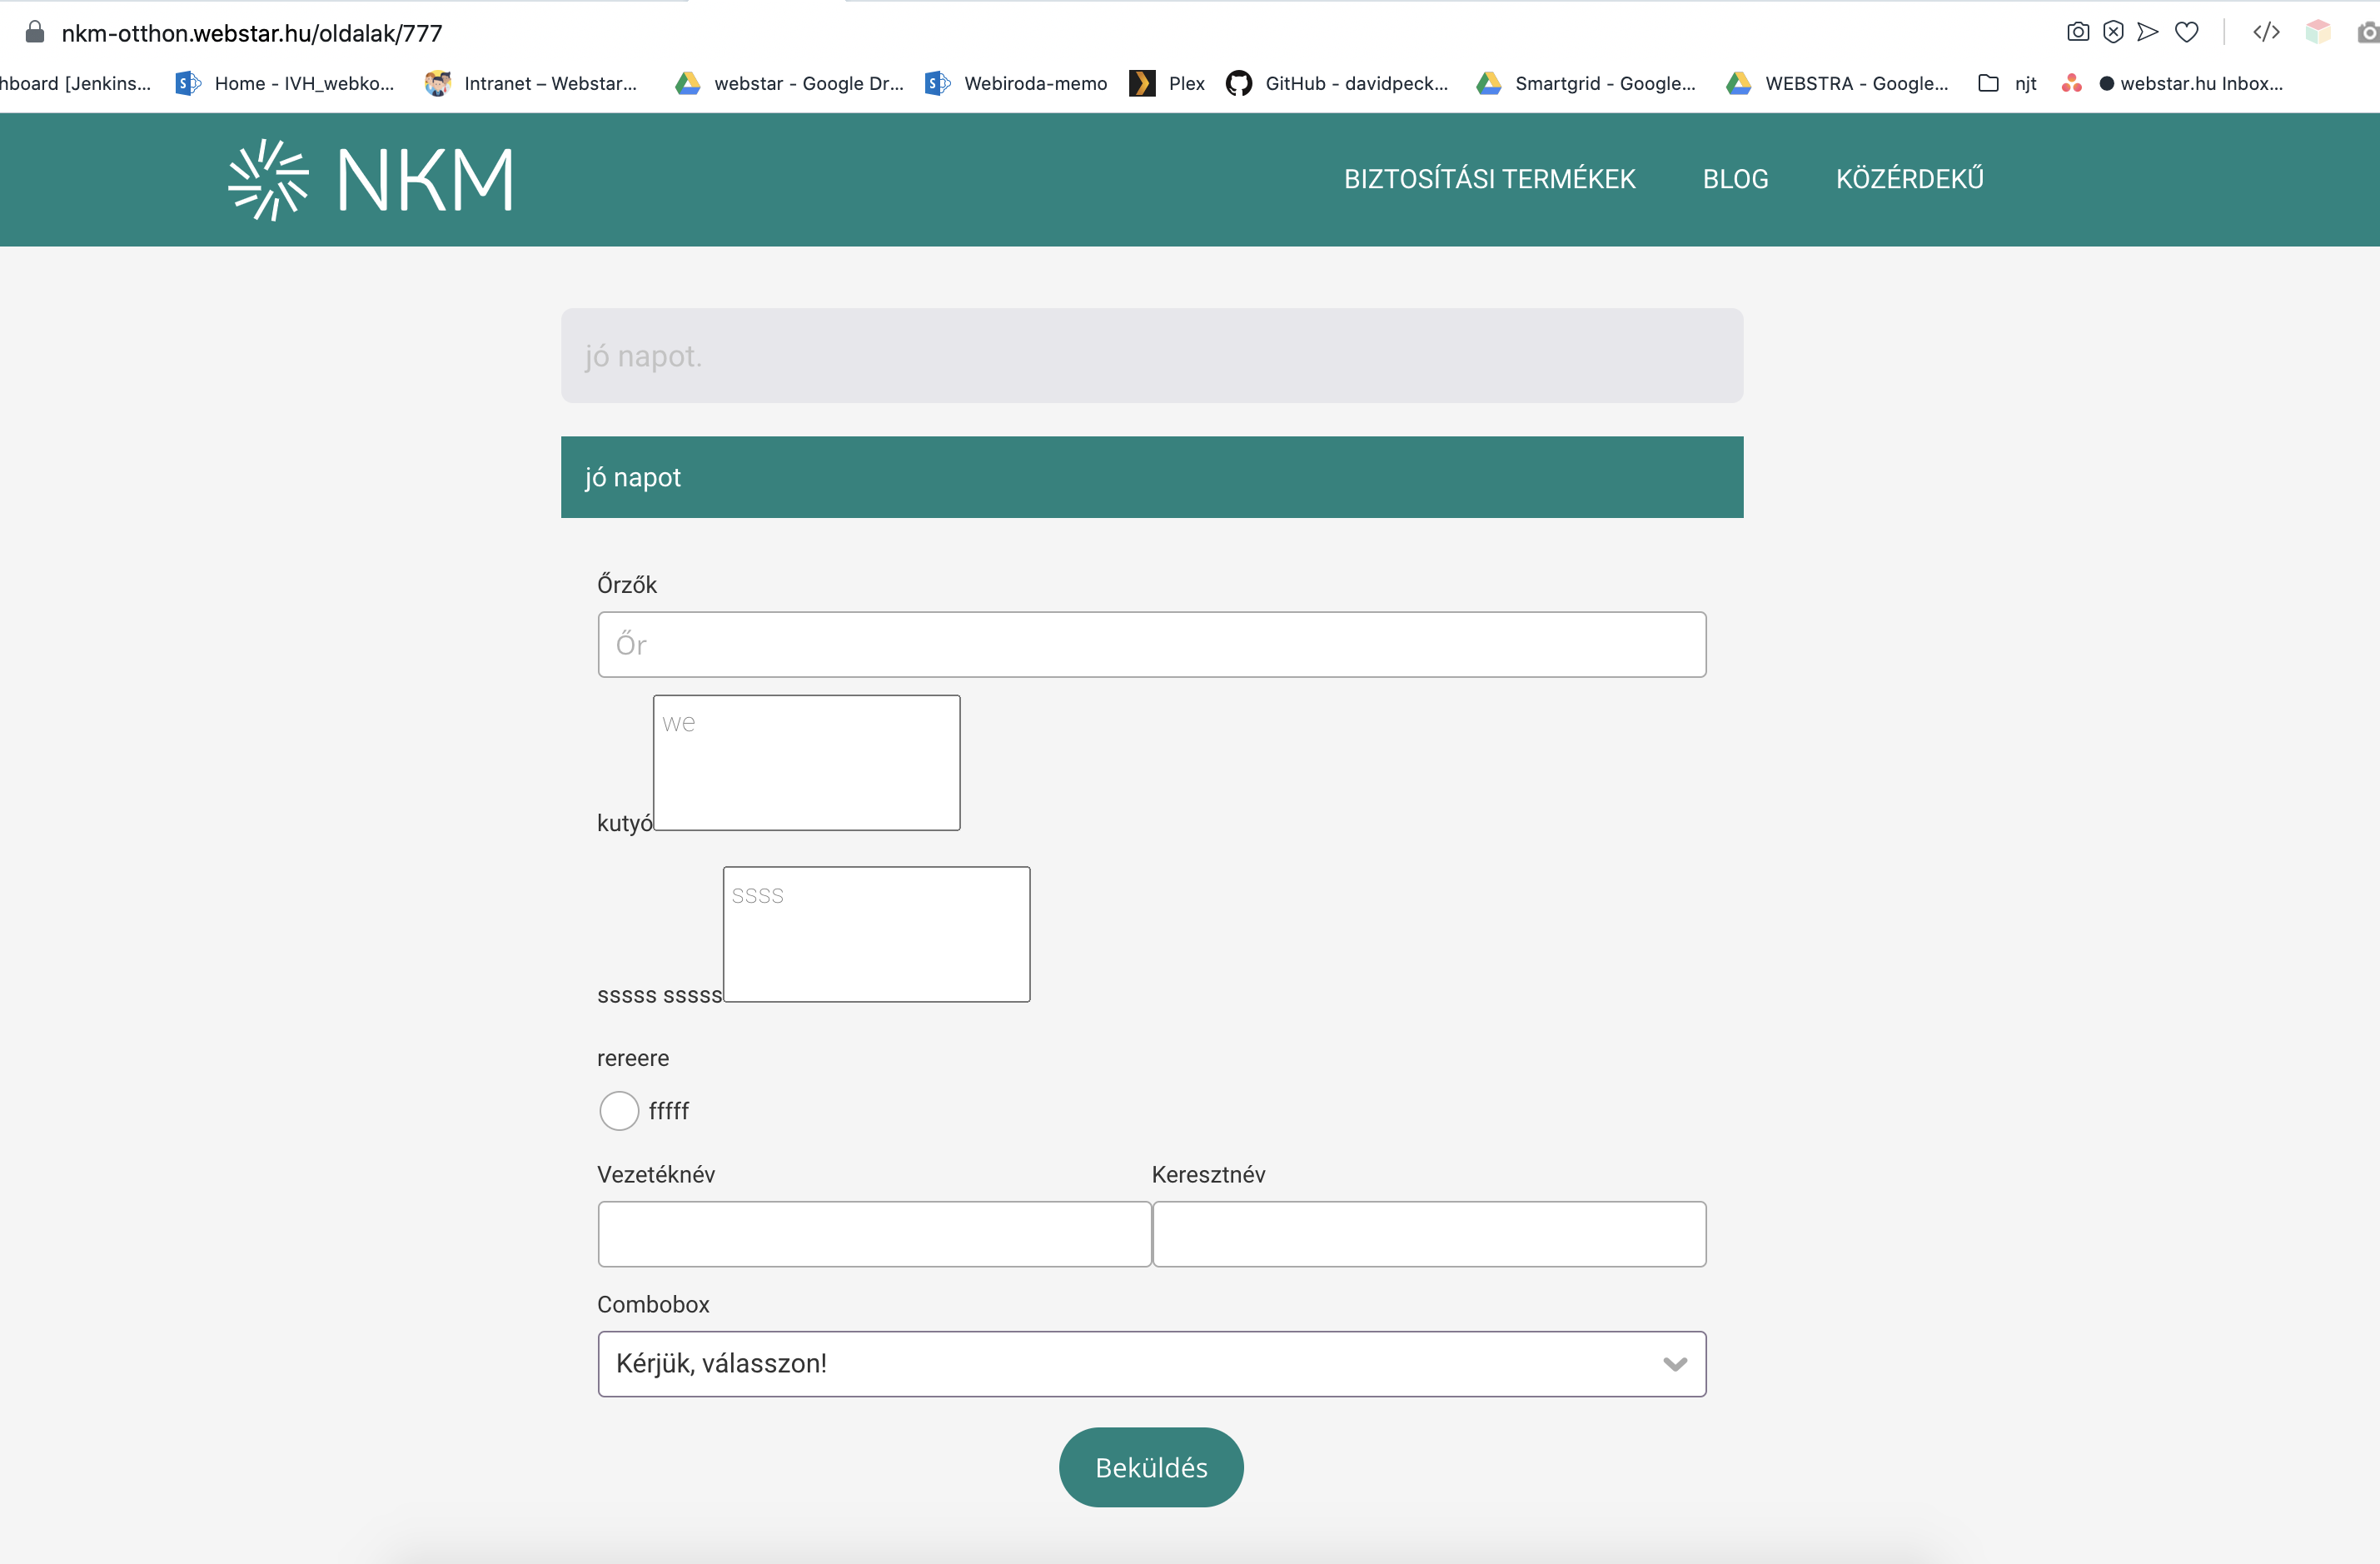 nkm-otthon.webstar.hu/oldalak/777
hboard [Jenkins... Home - IVH_webko... Intranet – Webstar... webstar - Google Dr... Webiroda-memo Plex GitHub - davidpeck... Smartgrid - Google... WEBSTRA - Google... njt webstar.hu Inbox...
NKM BIZTOSÍTÁSI TERMÉKEK BLOG KÖZÉRDEKŰ
jó napot.
jó napot
Őrzők
Őr
we
kutyó
ssss
sssss sssss
rereere
fffff
Vezetéknév Keresztnév
Combobox
Kérjük, válasszon!
Beküldés